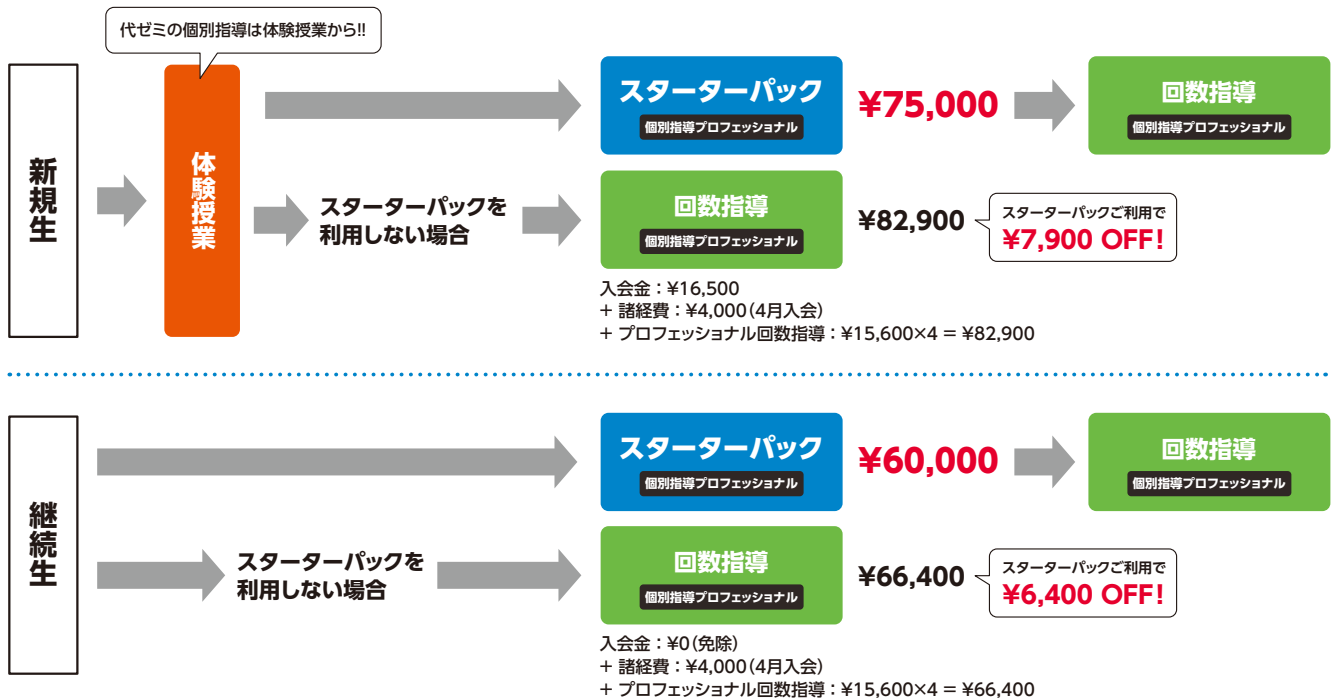 代ゼミの個別指導は体験授業から!!
新規生
体験授業
スターターパック
個別指導プロフェッショナル
¥75,000
回数指導
個別指導プロフェッショナル
スターターパックを
利用しない場合
回数指導
個別指導プロフェッショナル
¥82,900
スターターパックご利用で
¥7,900 OFF!
入会金：¥16,500
+ 諸経費：¥4,000（4月入会）
+ プロフェッショナル回数指導：¥15,600×4 = ¥82,900
継続生
スターターパック
個別指導プロフェッショナル
¥60,000
回数指導
個別指導プロフェッショナル
スターターパックを
利用しない場合
回数指導
個別指導プロフェッショナル
¥66,400
スターターパックご利用で
¥6,400 OFF!
入会金：¥0（免除）
+ 諸経費：¥4,000（4月入会）
+ プロフェッショナル回数指導：¥15,600×4 = ¥66,400